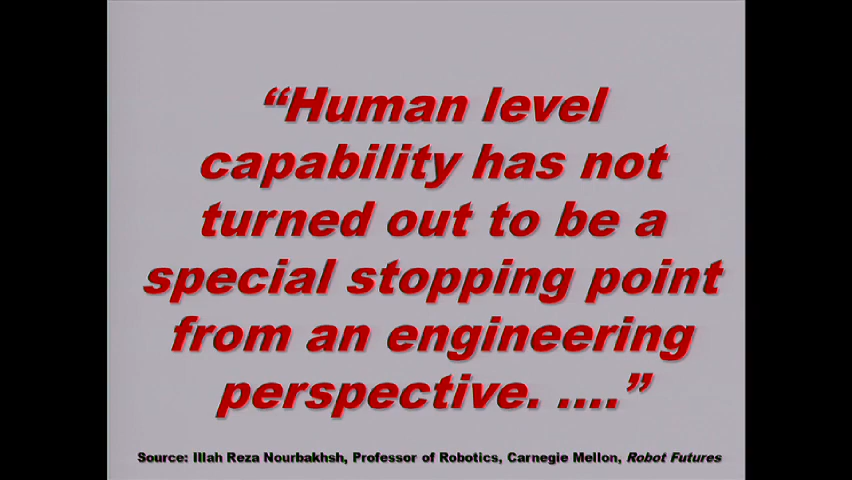 “Human level
capability has not
turned out to be a
special stopping point
from an engineering
perspective. ....”
Source: Illah Reza Nourbakhsh, Professor of Robotics, Carnegie Mellon, Robot Futures